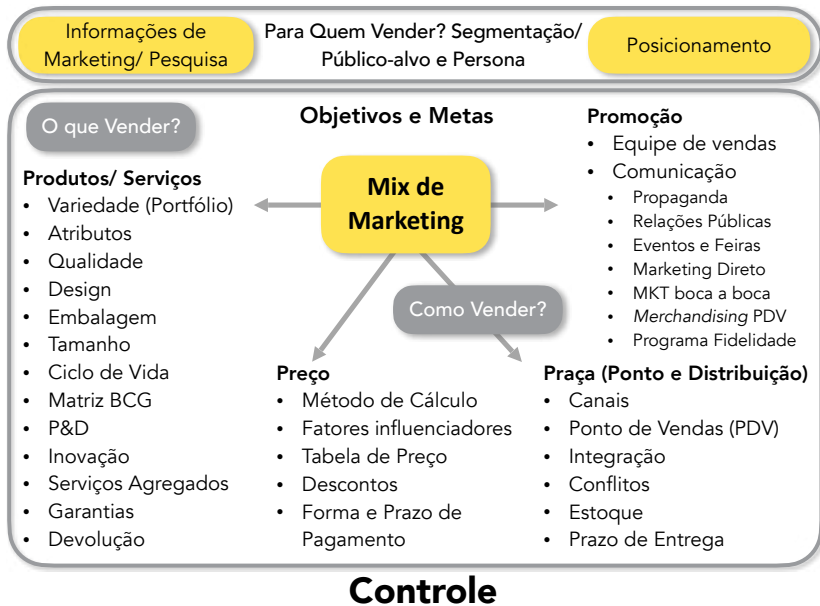 Informações de
Marketing/ Pesquisa
Para Quem Vender? Segmentação/
Público-alvo e Persona
Posicionamento
O que Vender?
Objetivos e Metas
Mix de
Marketing
Como Vender?
Produtos/ Serviços
• Variedade (Portfólio)
• Atributos
• Qualidade
• Design
• Embalagem
• Tamanho
• Ciclo de Vida
• Matriz BCG
• P&D
• Inovação
• Serviços Agregados
• Garantias
• Devolução
Preço
• Método de Cálculo
• Fatores influenciadores
• Tabela de Preço
• Descontos
• Forma e Prazo de
Pagamento
Promoção
• Equipe de vendas
• Comunicação
• Propaganda
• Relações Públicas
• Eventos e Feiras
• Marketing Direto
• MKT boca a boca
• Merchandising PDV
• Programa Fidelidade
Praça (Ponto e Distribuição)
• Canais
• Ponto de Vendas (PDV)
• Integração
• Conflitos
• Estoque
• Prazo de Entrega
Controle